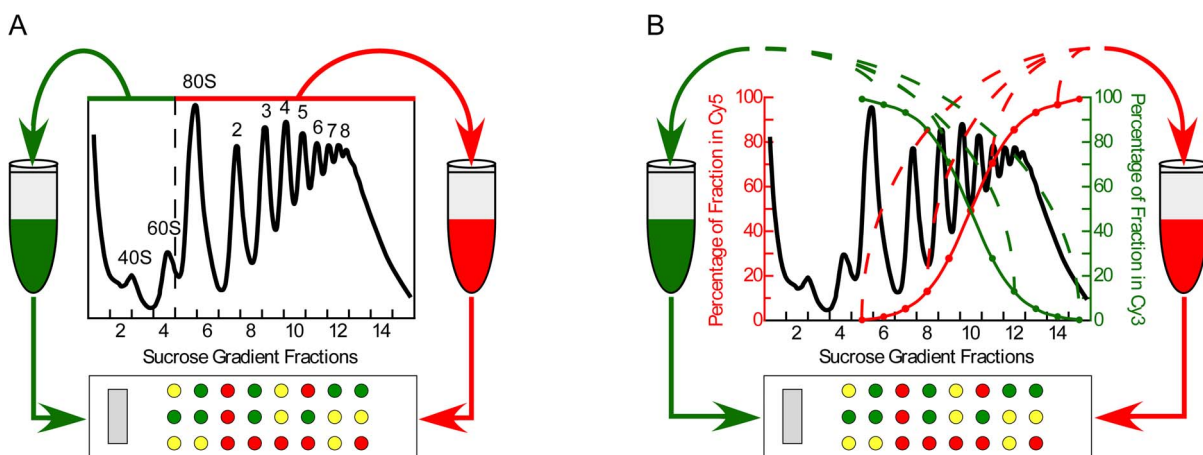 A
80S
2
3
4
5
6
7
8
60S
40S
2 4 6 8 10 12 14
Sucrose Gradient Fractions
B
Percentage of Fraction in Cy5
100
80
60
40
20
0
100
80
60
40
20
0
Percentage of Fraction in Cy3
2 4 6 8 10 12 14
Sucrose Gradient Fractions